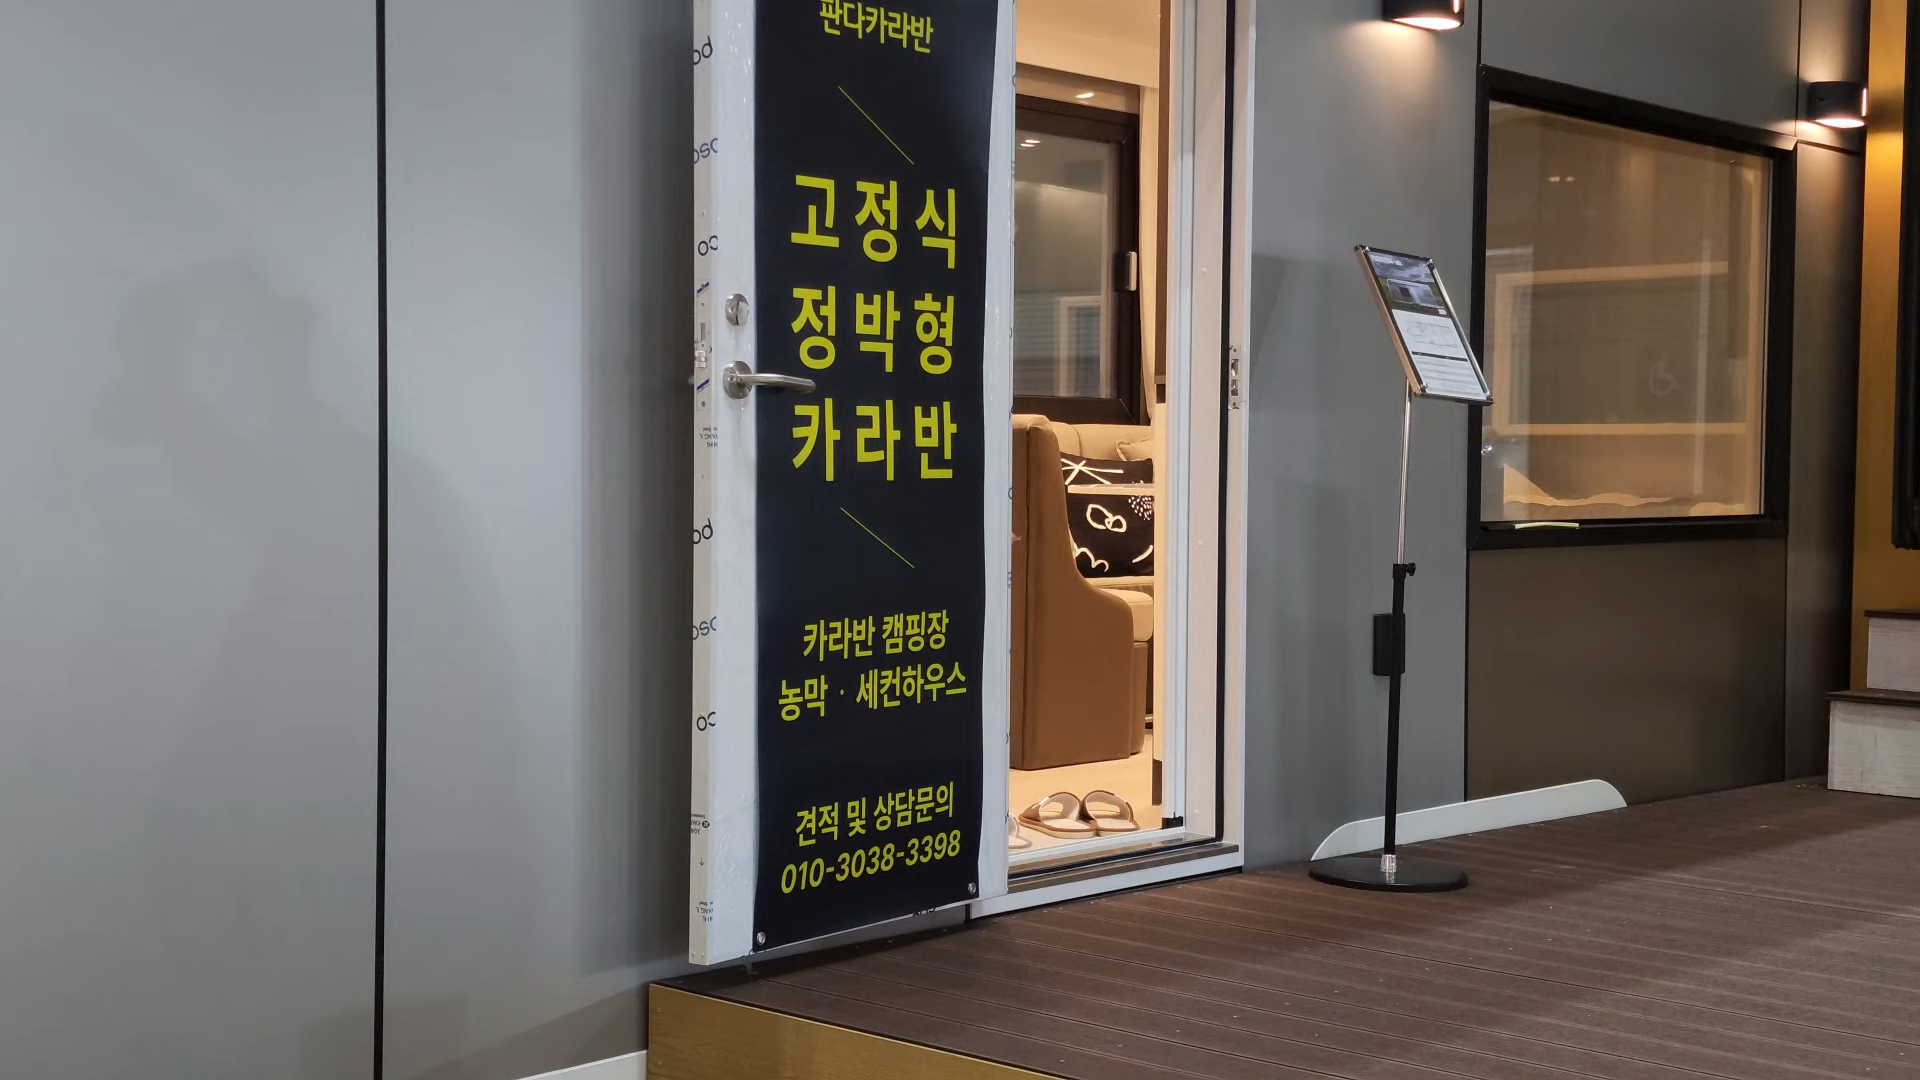 판다카라반
고정식
정박형
카라반
카라반 캠핑장
농막 · 세컨하우스
견적 및 상담문의
010-3038-3398